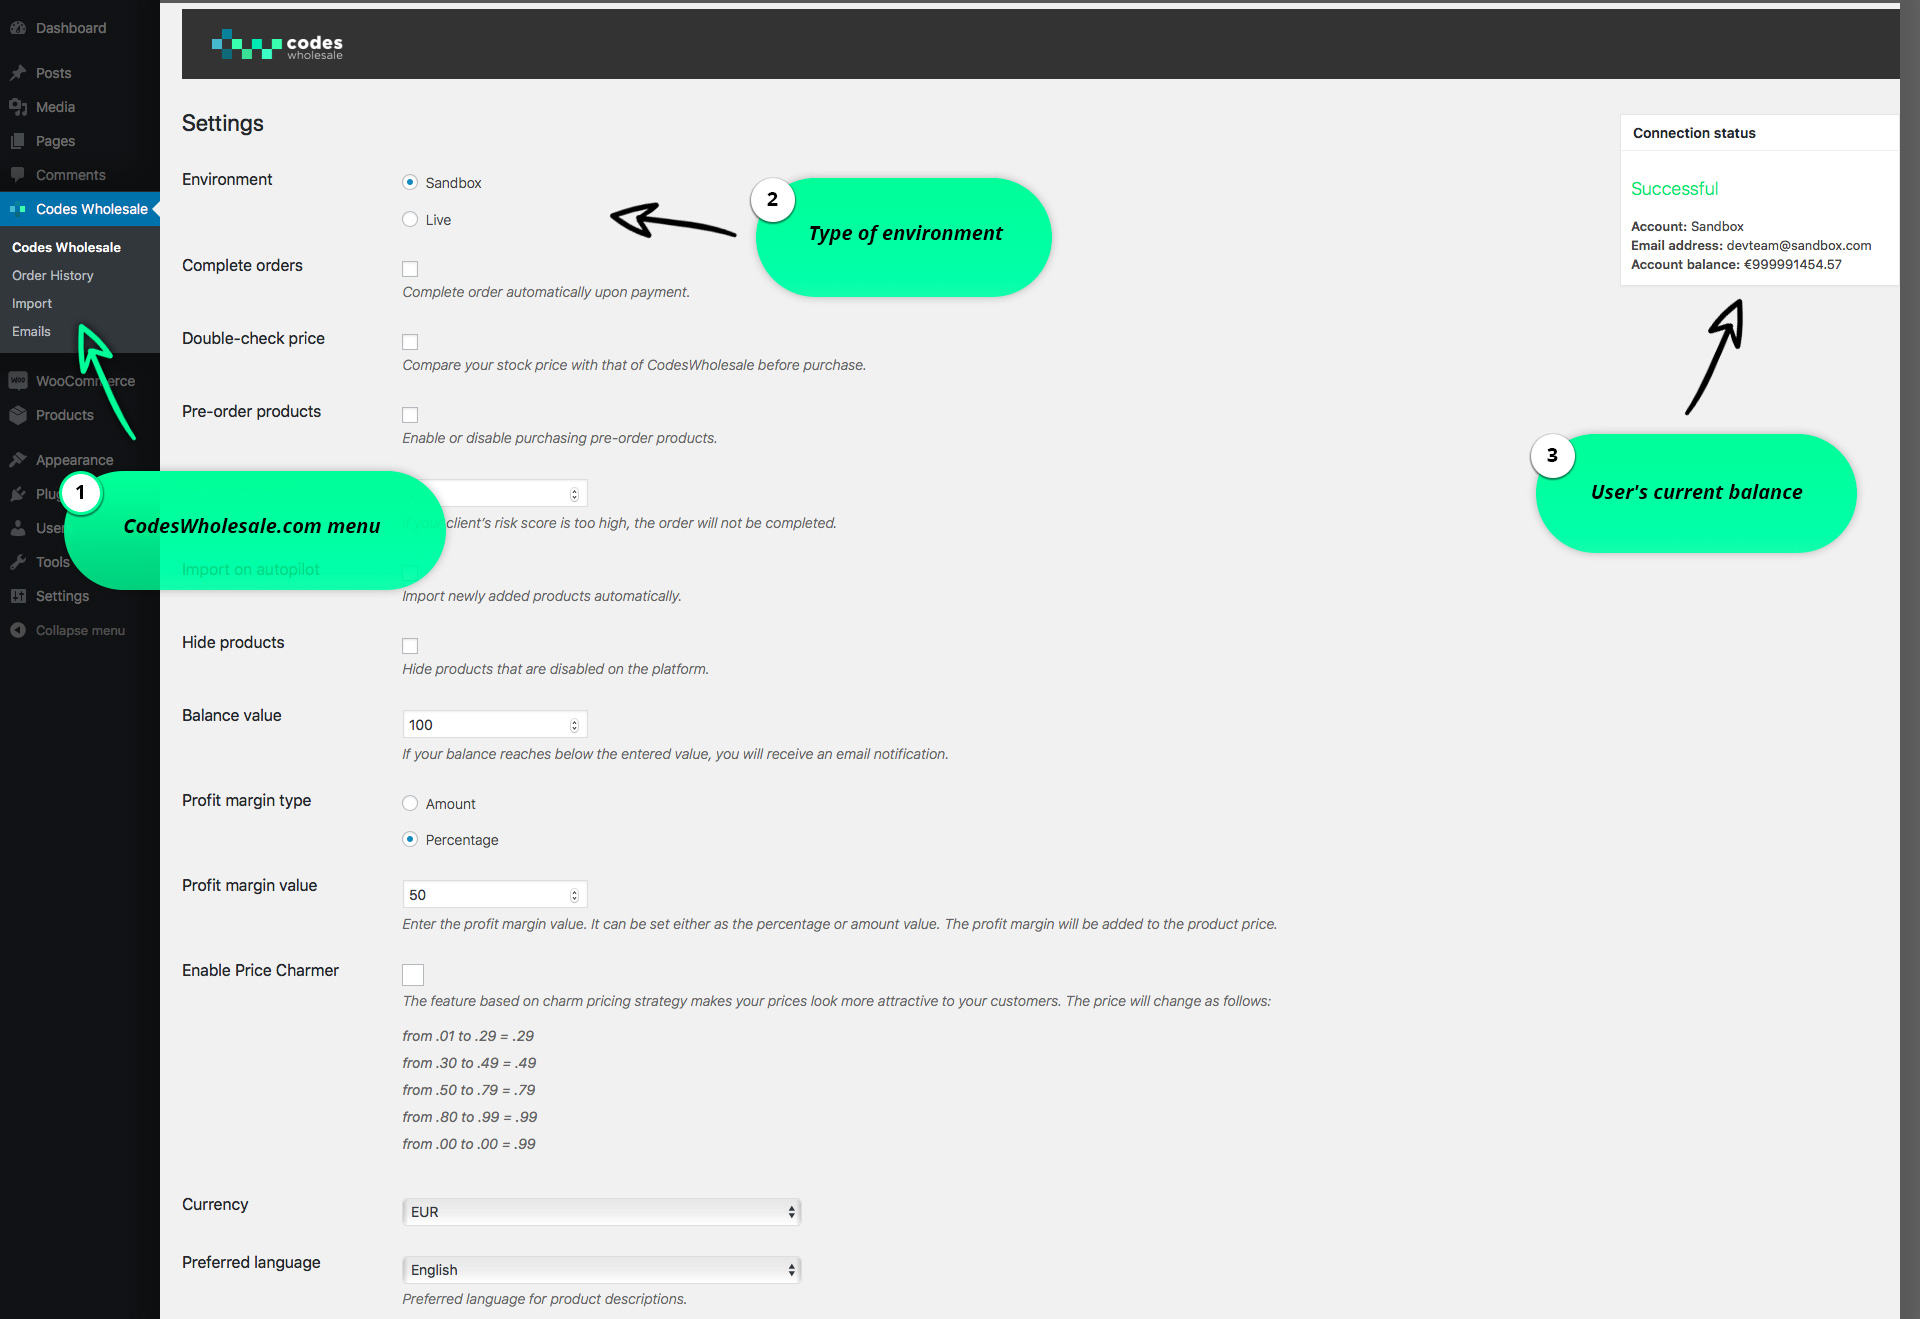 Dashboard
Posts
Media
Pages
Comments
Codes Wholesale
Codes Wholesale
Order History
Import
Emails
WooCommerce
Products
Appearance
Plug
User
Tools
Settings
Collapse menu
codes
wholesale
Settings
Environment
Sandbox
Live
Complete orders
Complete order automatically upon payment.
Double-check price
Compare your stock price with that of CodesWholesale before purchase.
Pre-order products
Enable or disable purchasing pre-order products.
If your client's risk score is too high, the order will not be completed.
Import on autopilot
Import newly added products automatically.
Hide products
Hide products that are disabled on the platform.
Balance value
100
If your balance reaches below the entered value, you will receive an email notification.
Profit margin type
Amount
Percentage
Profit margin value
50
Enter the profit margin value. It can be set either as the percentage or amount value. The profit margin will be added to the product price.
Enable Price Charmer
The feature based on charm pricing strategy makes your prices look more attractive to your customers. The price will change as follows:
from .01 to .29 = .29
from .30 to .49 = .49
from .50 to .79 = .79
from .80 to .99 = .99
from .00 to .00 = .99
Currency
EUR
Preferred language
English
Preferred language for product descriptions.
Connection status
Successful
Account: Sandbox
Email address: devteam@sandbox.com
Account balance: €999991454.57
1
CodesWholesale.com menu
2
Type of environment
3
User's current balance